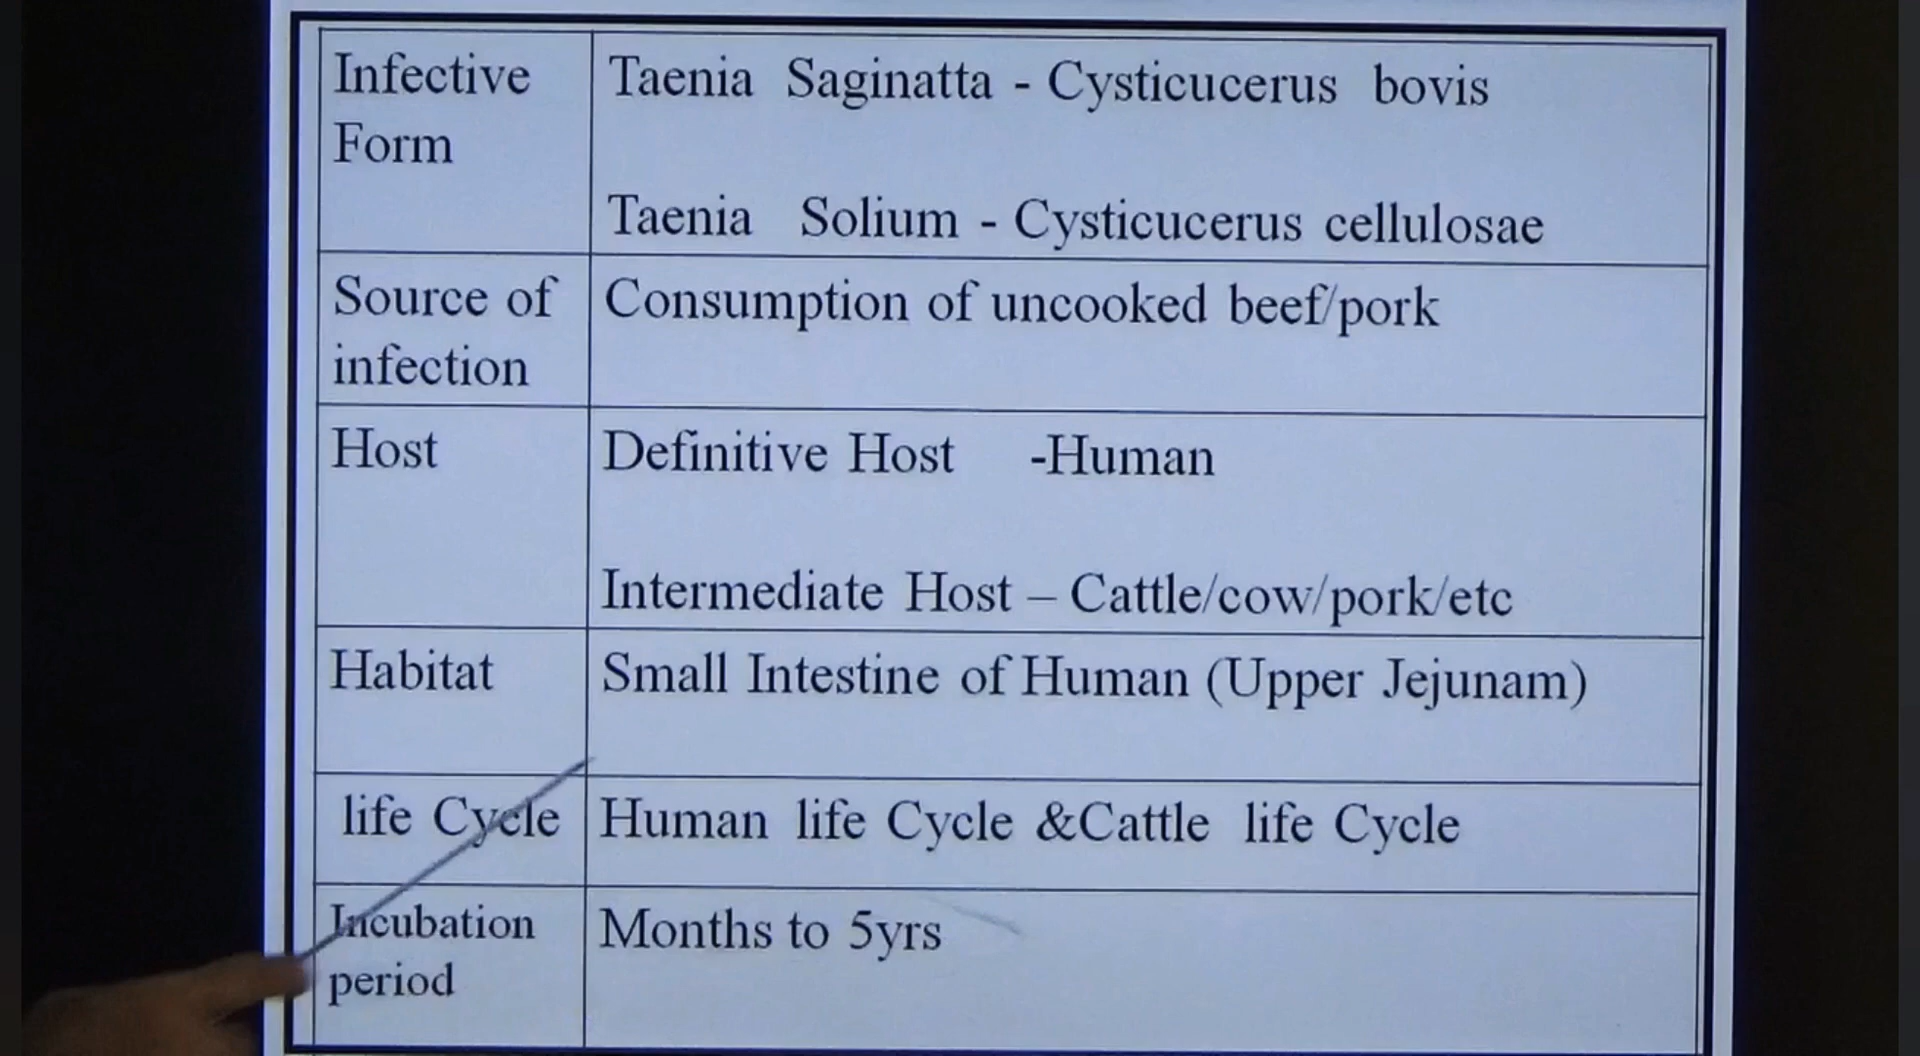 Infective
Form
Taenia Saginatta - Cysticucerus bovis
Taenia Solium - Cysticucerus cellulosae
Source of
infection
Consumption of uncooked beef/pork
Host
Definitive Host -Human
Intermediate Host – Cattle/cow/pork/etc
Habitat
Small Intestine of Human (Upper Jejunam)
life Cycle
Human life Cycle &Cattle life Cycle
Incubation
period
Months to 5yrs